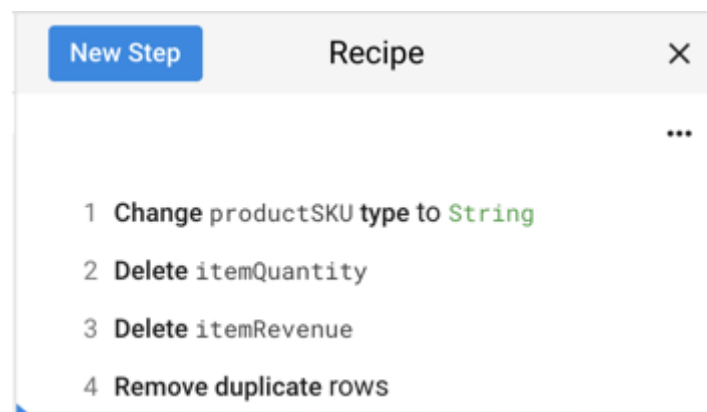 New Step Recipe
1 Change productSKU type to String
2 Delete itemQuantity
3 Delete itemRevenue
4 Remove duplicate rows